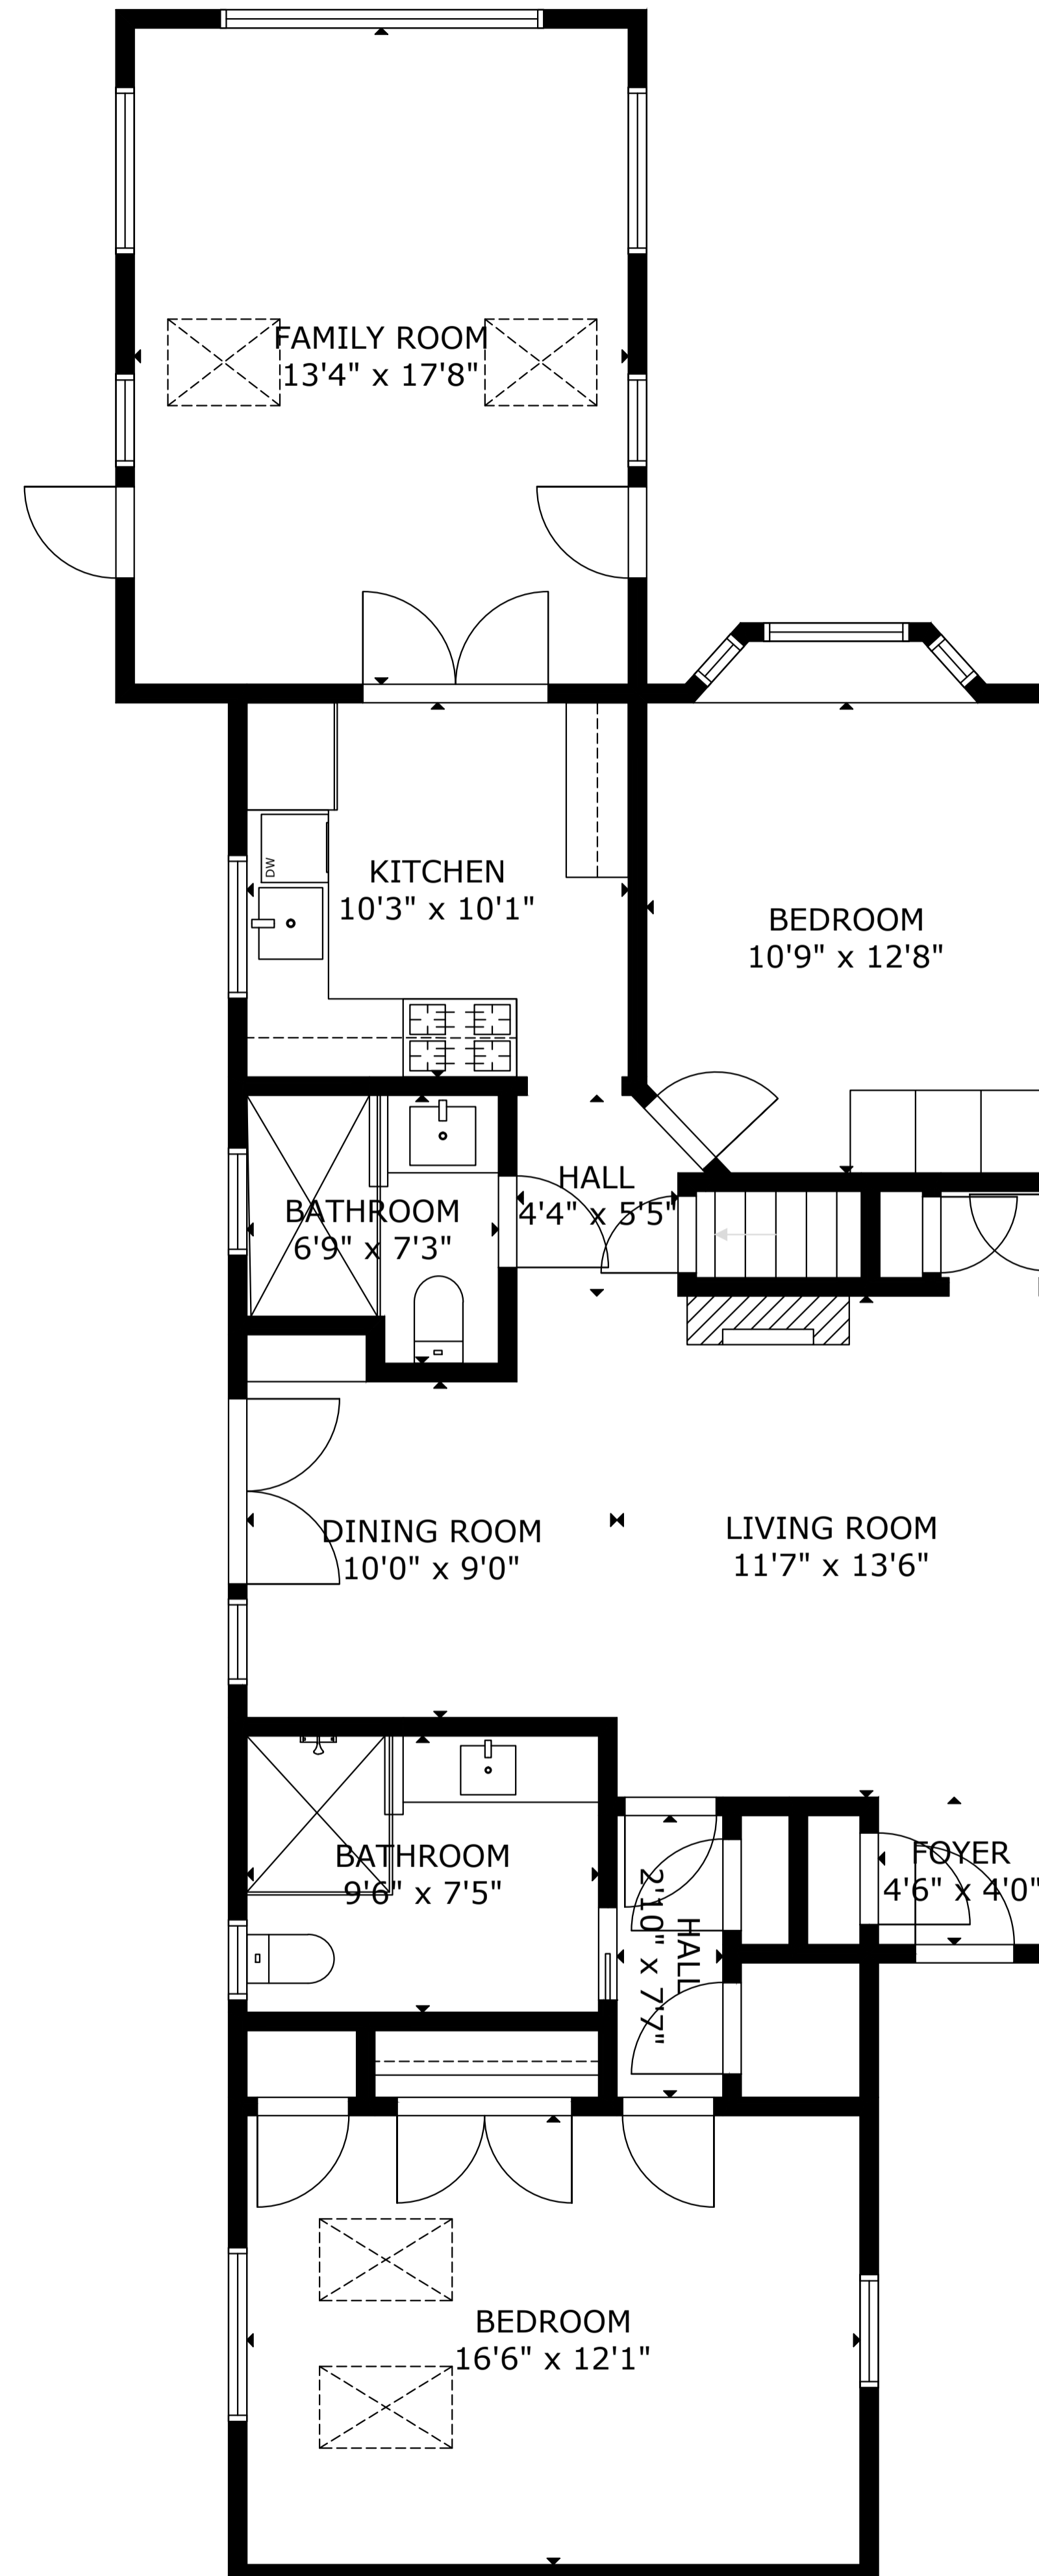 FAMILY ROOM
13'4" x 17'8"
KITCHEN
10'3" x 10'1"
DW
BEDROOM
10'9" x 12'8"
HALL
4'4" x 5'5"
BATHROOM
6'9" x 7'3"
DINING ROOM
10'0" x 9'0"
LIVING ROOM
11'7" x 13'6"
BATHROOM
9'6" x 7'5"
FOYER
4'6" x 4'0"
HALL
2'10" x 7'7"
BEDROOM
16'6" x 12'1"